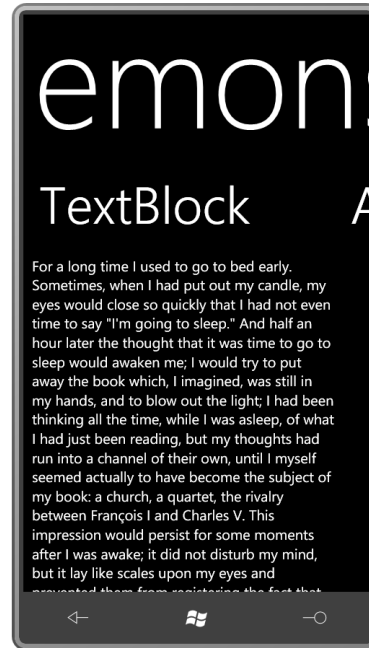 emons
TextBlock
A
For a long time I used to go to bed early.
Sometimes, when I had put out my candle, my
eyes would close so quickly that I had not even
time to say "I'm going to sleep." And half an
hour later the thought that it was time to go to
sleep would awaken me; I would try to put
away the book which, I imagined, was still in
my hands, and to blow out the light; I had been
thinking all the time, while I was asleep, of what
I had just been reading, but my thoughts had
run into a channel of their own, until I myself
seemed actually to have become the subject of
my book: a church, a quartet, the rivalry
between François I and Charles V. This
impression would persist for some moments
after I was awake; it did not disturb my mind,
but it lay like scales upon my eyes and
prevented them from registering the fact that